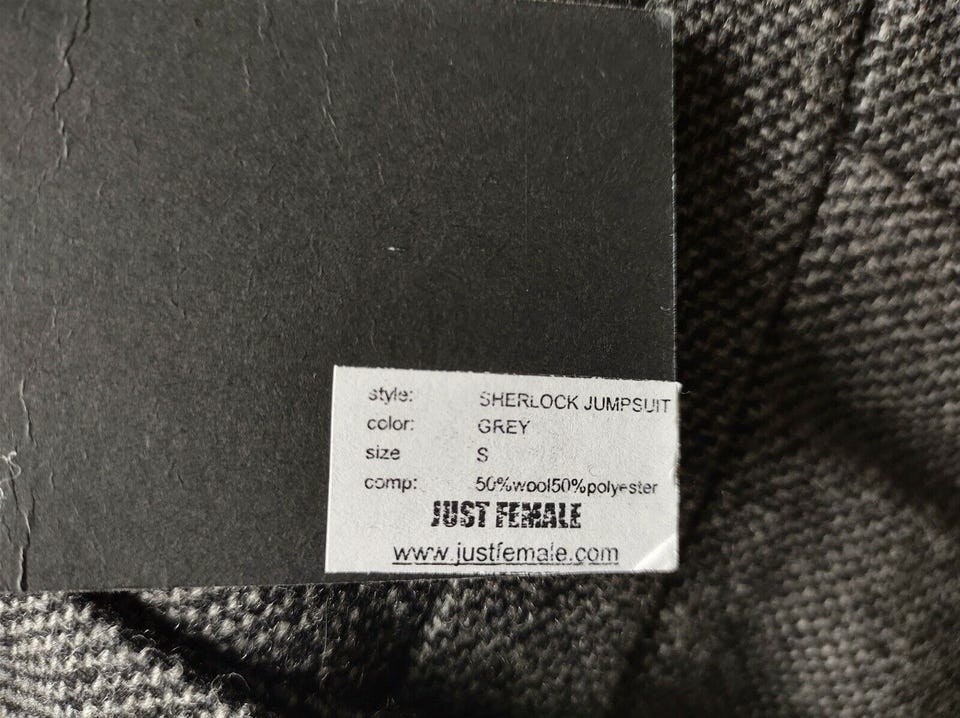 style: SHERLOCK JUMPSUIT
color: GREY
size S
comp: 50%wool50%polyester
JUST FEMALE
www.justfemale.com